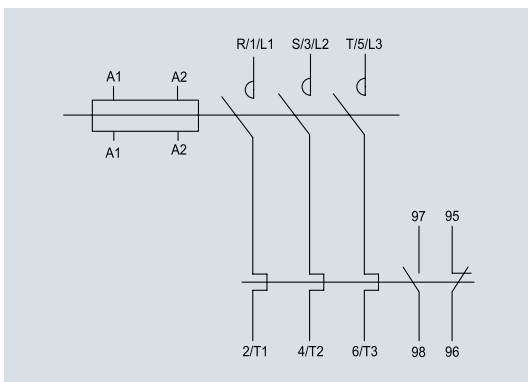 R/1/L1 S/3/L2 T/5/L3
A1 A2
A1 A2
97 95
2/T1 4/T2 6/T3 98 96